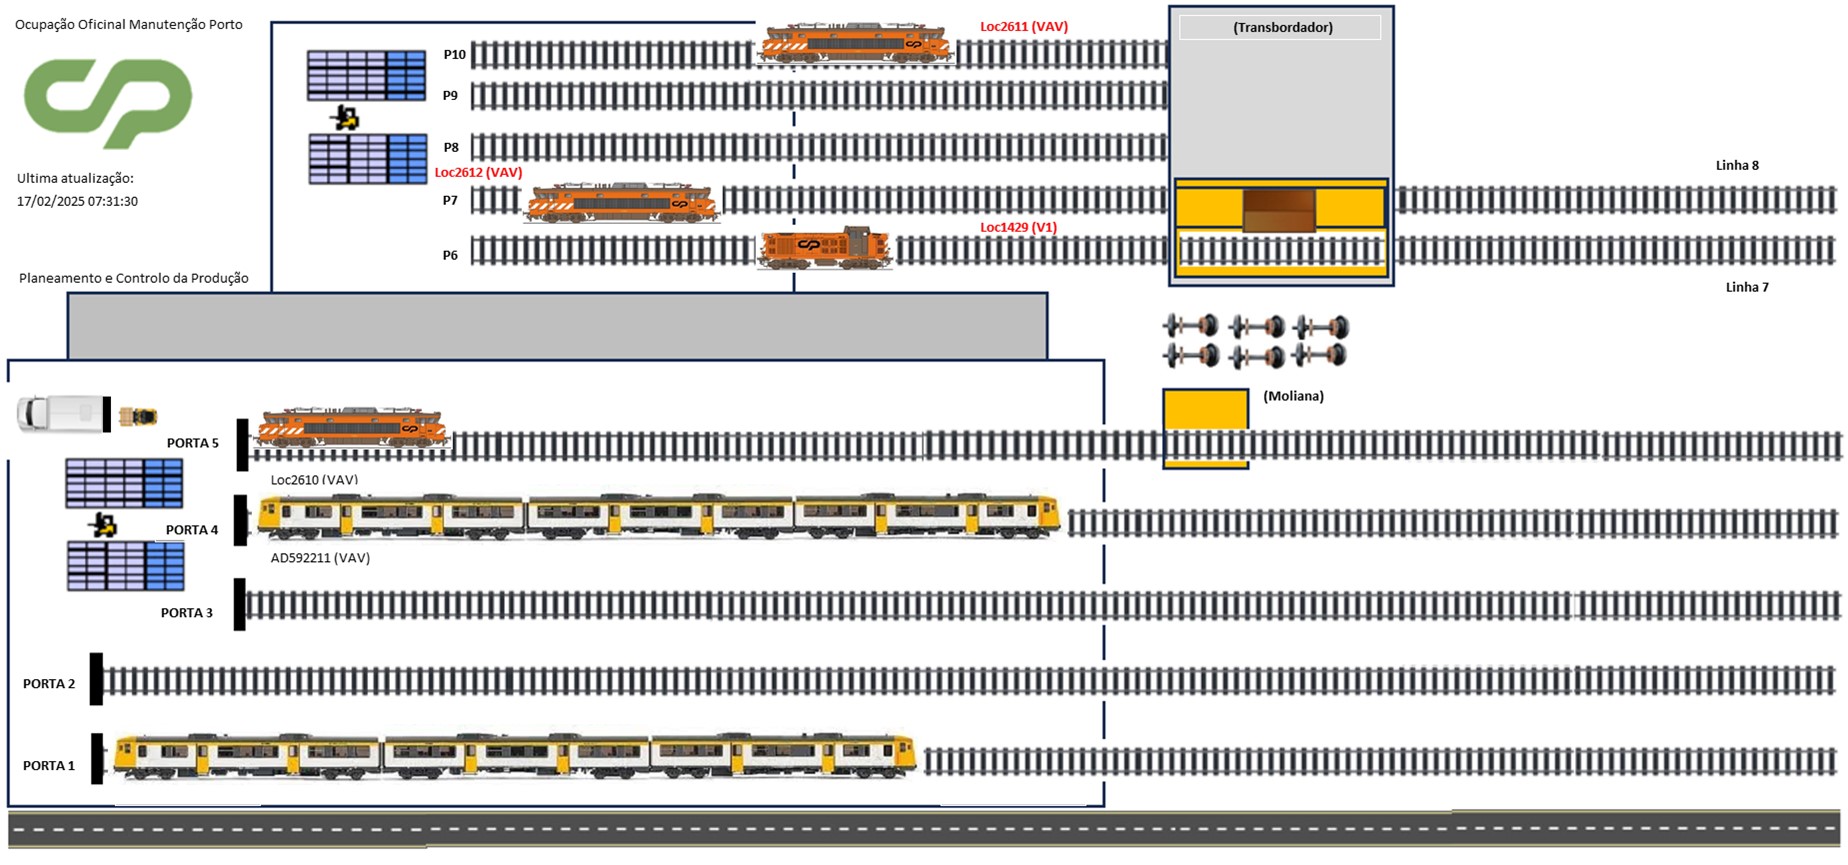 Ocupação Oficinal Manutenção Porto
Loc2611 (VAV)
(Transbordador)
P10
P9
P8
Linha 8
Loc2612 (VAV)
Ultima atualização:
17/02/2025 07:31:30
P7
Loc1429 (V1)
P6
Planeamento e Controlo da Produção
Linha 7
(Moliana)
PORTA 5
Loc2610 (VAV)
PORTA 4
AD592211 (VAV)
PORTA 3
PORTA 2
PORTA 1